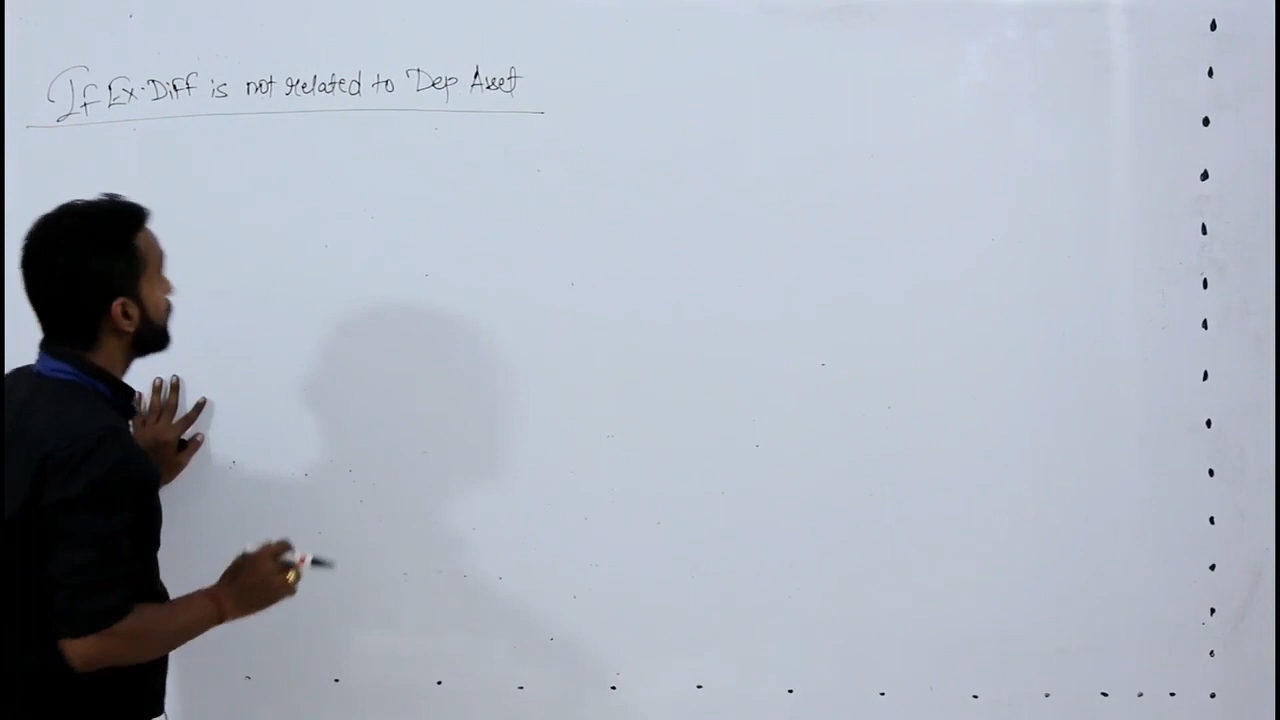 If Ex. Diff is not related to Dep Asset